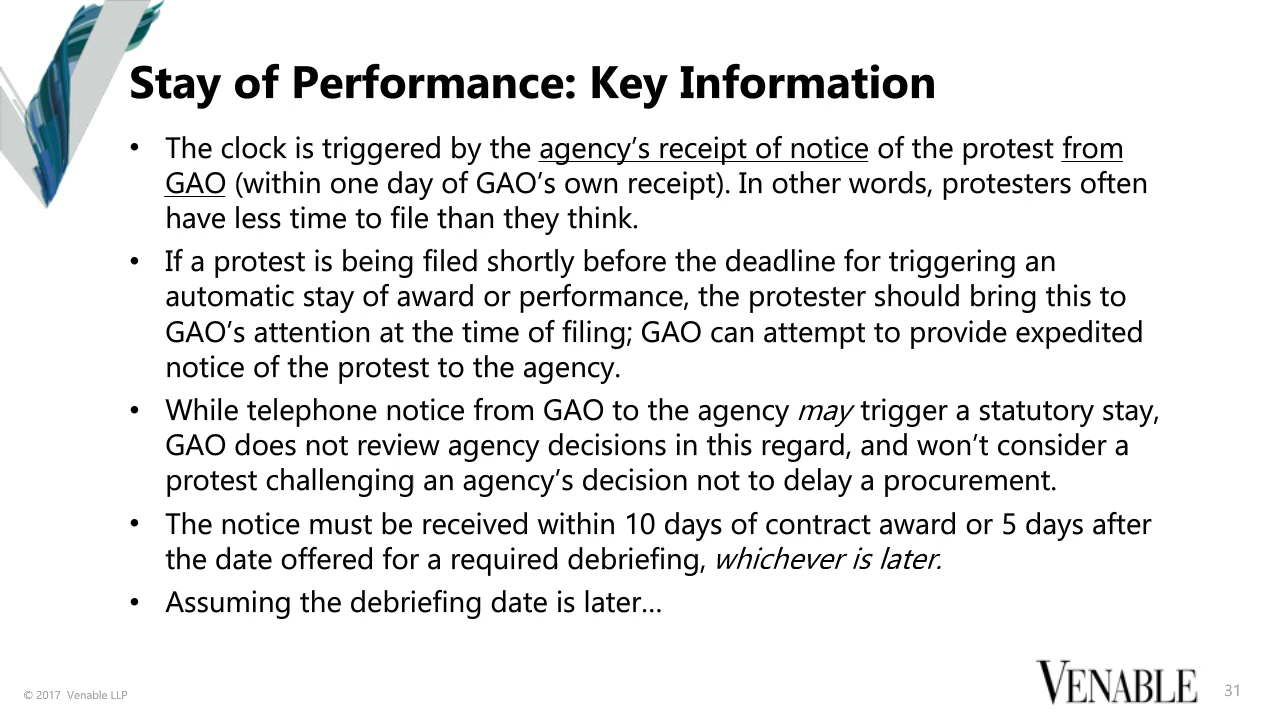 Stay of Performance: Key Information
• The clock is triggered by the agency’s receipt of notice of the protest from
GAO (within one day of GAO’s own receipt). In other words, protesters often
have less time to file than they think.
• If a protest is being filed shortly before the deadline for triggering an
automatic stay of award or performance, the protester should bring this to
GAO’s attention at the time of filing; GAO can attempt to provide expedited
notice of the protest to the agency.
• While telephone notice from GAO to the agency may trigger a statutory stay,
GAO does not review agency decisions in this regard, and won’t consider a
protest challenging an agency’s decision not to delay a procurement.
• The notice must be received within 10 days of contract award or 5 days after
the date offered for a required debriefing, whichever is later.
• Assuming the debriefing date is later…
© 2017 Venable LLP
VENABLE
31